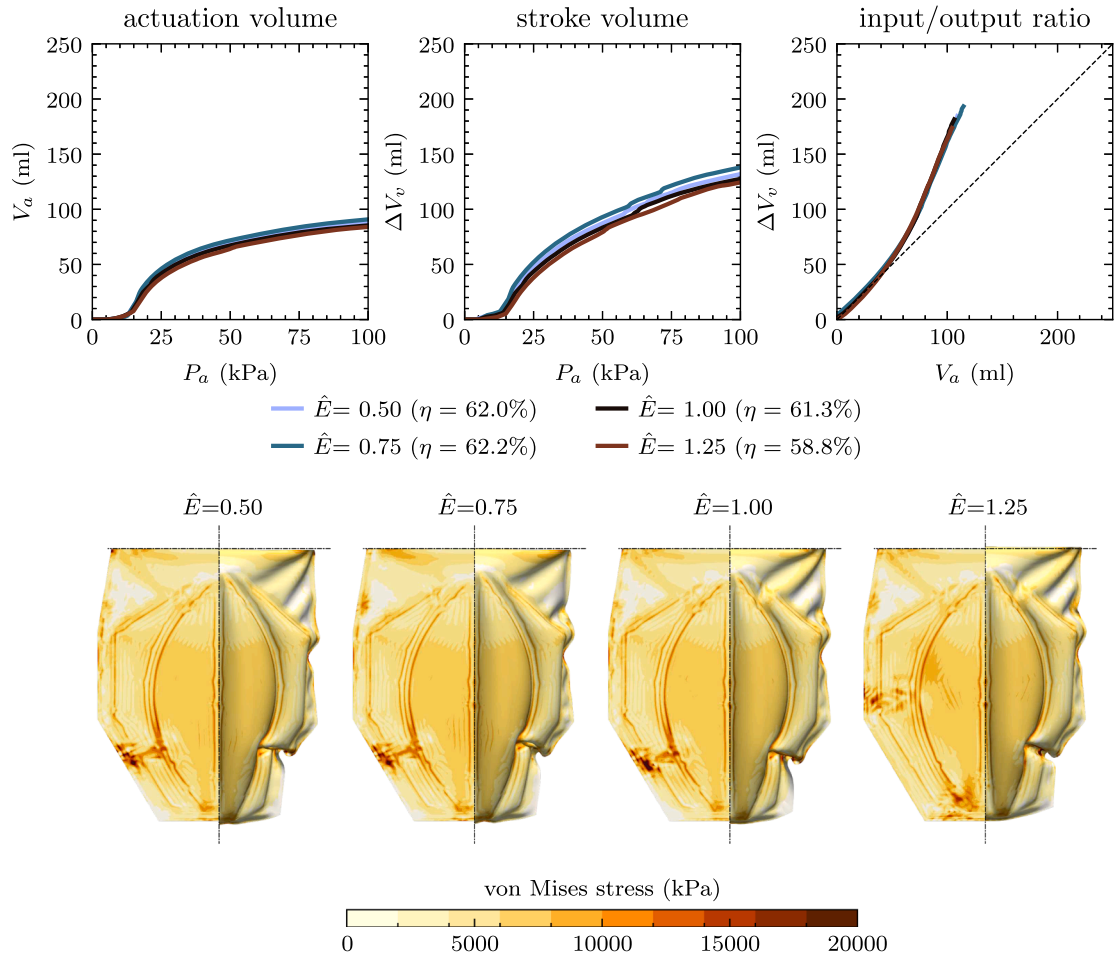 actuation volume
stroke volume
input/output ratio
250
200
150
100
50
0
V_a (ml)
0 25 50 75 100
P_a (kPa)
250
200
150
100
50
0
ΔV_v (ml)
0 25 50 75 100
P_a (kPa)
250
200
150
100
50
0
ΔV_v (ml)
0 100 200
V_a (ml)
Ê= 0.50 (η = 62.0%)
Ê= 1.00 (η = 61.3%)
Ê= 0.75 (η = 62.2%)
Ê= 1.25 (η = 58.8%)
Ê=0.50
Ê=0.75
Ê=1.00
Ê=1.25
von Mises stress (kPa)
0 5000 10000 15000 20000